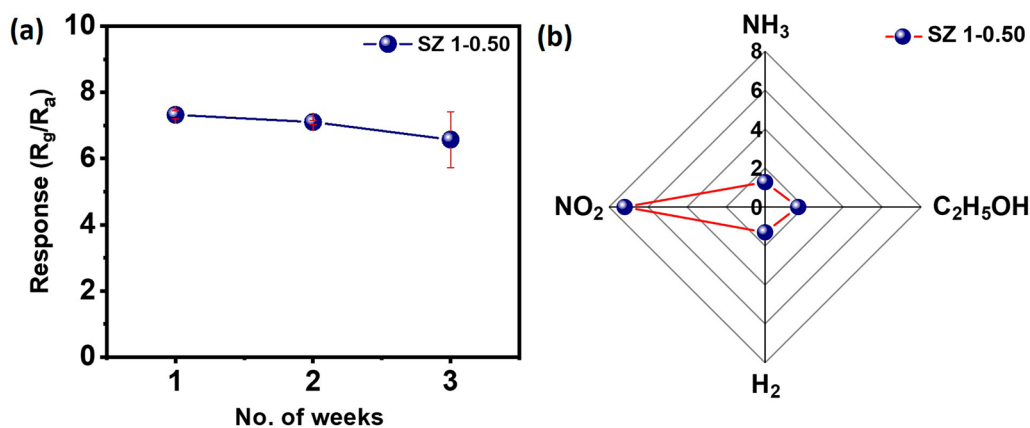 (a)
SZ 1-0.50
Response (Rg/Ra)
10
8
6
4
2
0
1 2 3
No. of weeks
(b)
SZ 1-0.50
NH₃
8
6
4
2
0
NO₂
C₂H₅OH
H₂